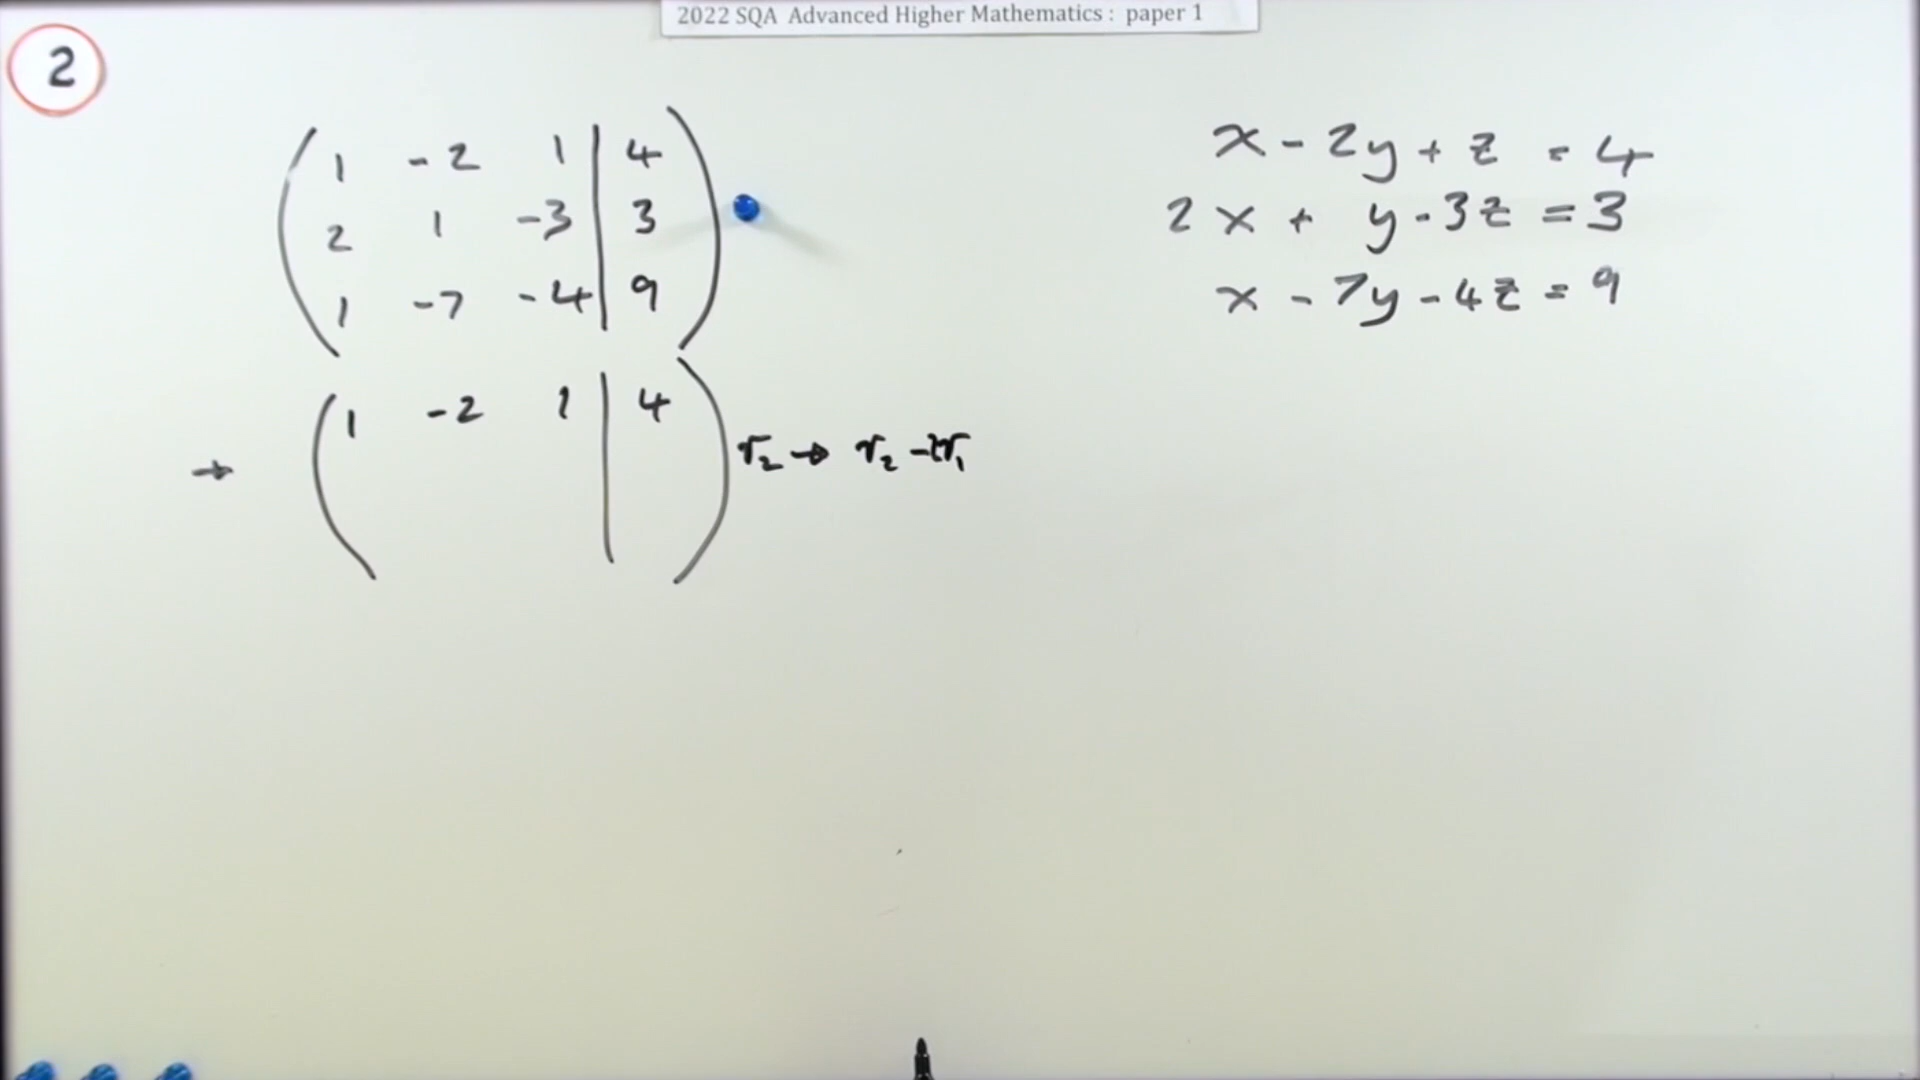 2022 SQA Advanced Higher Mathematics : paper 1
2
1 -2 1 | 4
2 1 -3 | 3
1 -7 -4 | 9
x - 2y + z = 4
2x + y - 3z = 3
x - 7y - 4z = 9
→ 1 -2 1 | 4
r₂ → r₂ - 2r₁